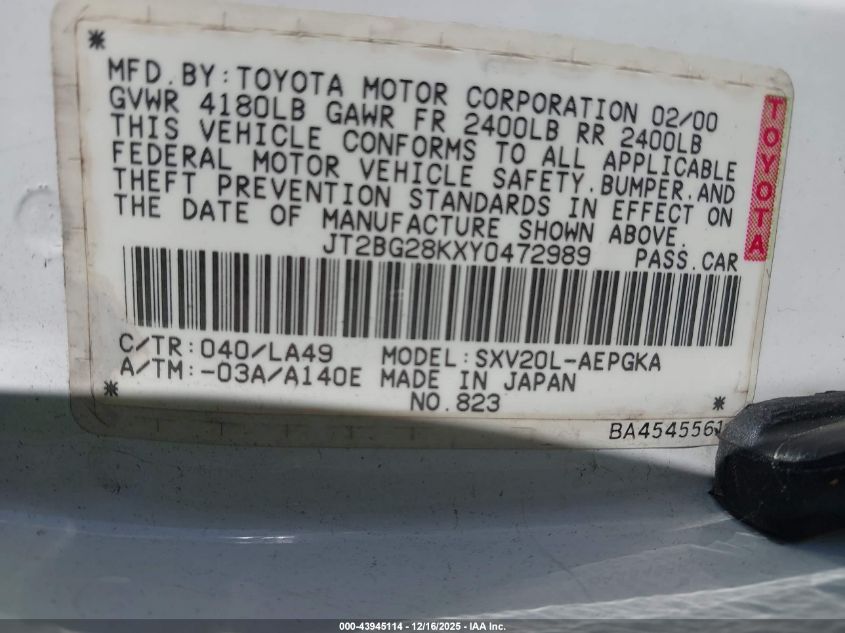 MFD.BY:TOYOTA MOTOR CORPORATION 02/00
GVWR 4180LB GAWR FR 2400LB RR 2400LB
THIS VEHICLE CONFORMS TO ALL APPLICABLE
FEDERAL MOTOR VEHICLE SAFETY,BUMPER,AND
THEFT PREVENTION STANDARDS IN EFFECT ON
THE DATE OF MANUFACTURE SHOWN ABOVE.
JT2BG28KXY0472989 PASS.CAR
C/TR:040/LA49 MODEL:SXV20L-AEPGKA
A/TM:-03A/A140E MADE IN JAPAN
NO.823
BA4545561
TOYOTA
000-43945114 - 12/16/2025 - IAA Inc.